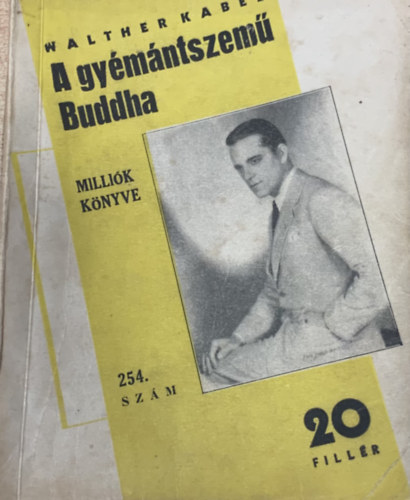 WALTHER KABEL
A gyémántszemű
Buddha
MILLIÓK
KÖNYVE
254.
SZÁM
20
FILLÉR